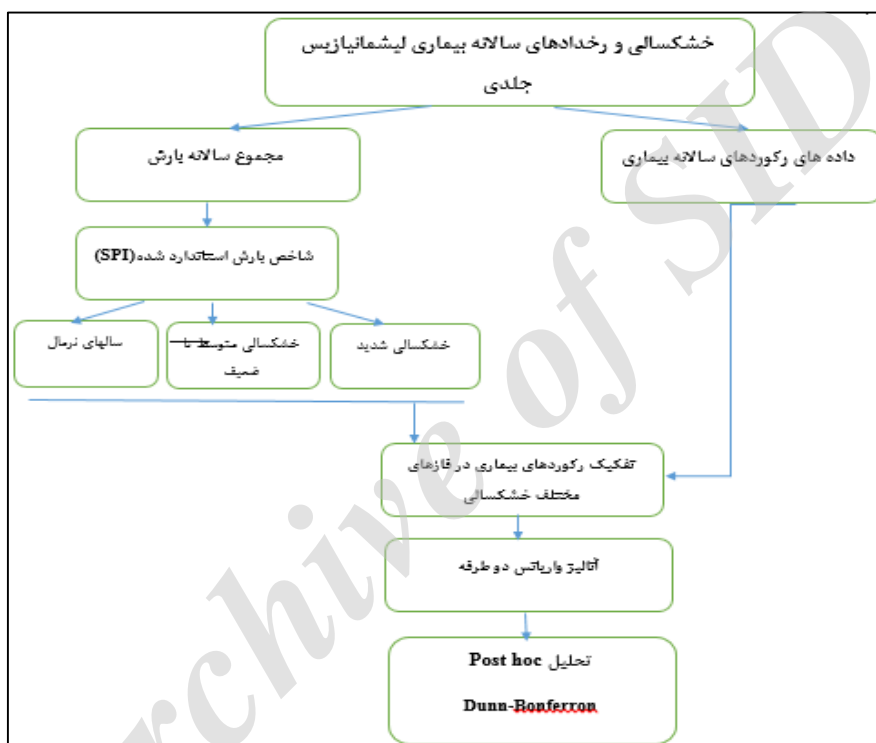 خشکسالی و رخدادهای سالانه بیماری لیشمانیازیس
جلدی
داده های رکوردهای سالانه بیماری
مجموع سالانه بارش
شاخص بارش استاندارد شده(SPI)
خشکسالی شدید
خشکسالی متوسط تا
ضعیف
سالهای نرمال
تفکیک رکوردهای بیماری در فازهای
مختلف خشکسالی
آنالیز واریانس دو طرفه
تحلیل Post hoc
Dunn-Bonferron
Archive of SID